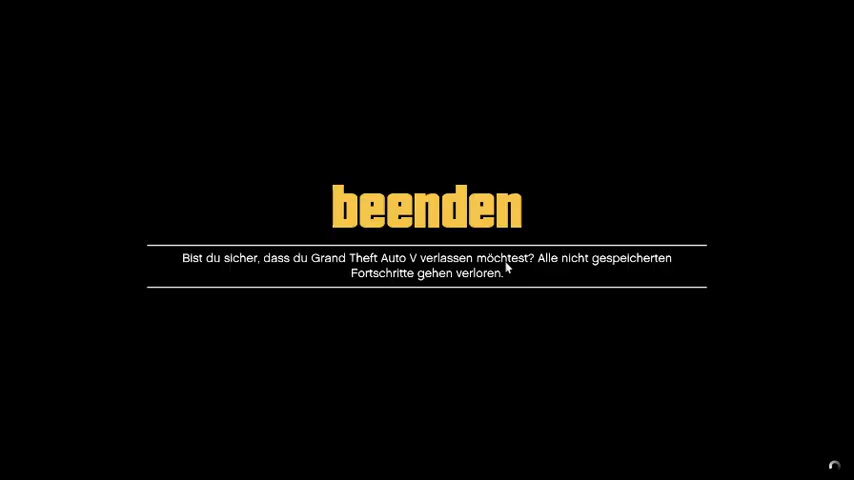 beenden
Bist du sicher, dass du Grand Theft Auto V verlassen möchtest? Alle nicht gespeicherten
Fortschritte gehen verloren.